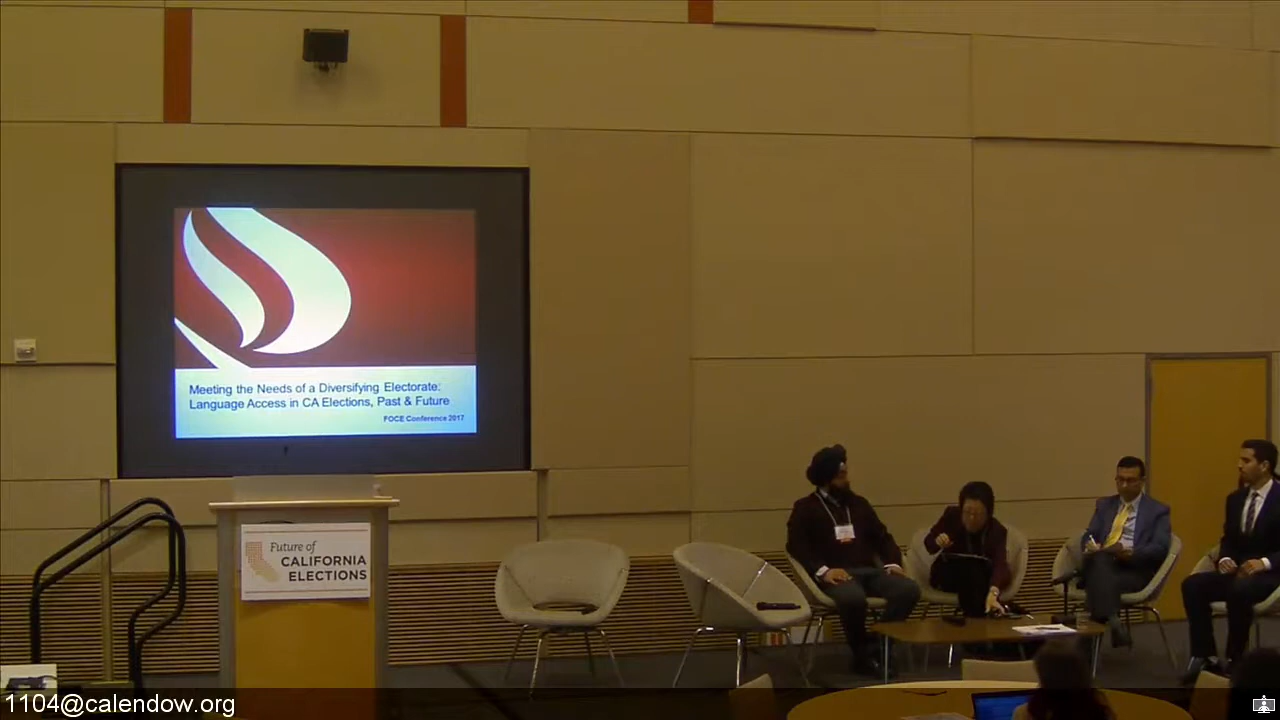 Meeting the Needs of a Diversifying Electorate:
Language Access in CA Elections, Past & Future
FOCE Conference 2017
Future of
CALIFORNIA
ELECTIONS
1104@calendow.org